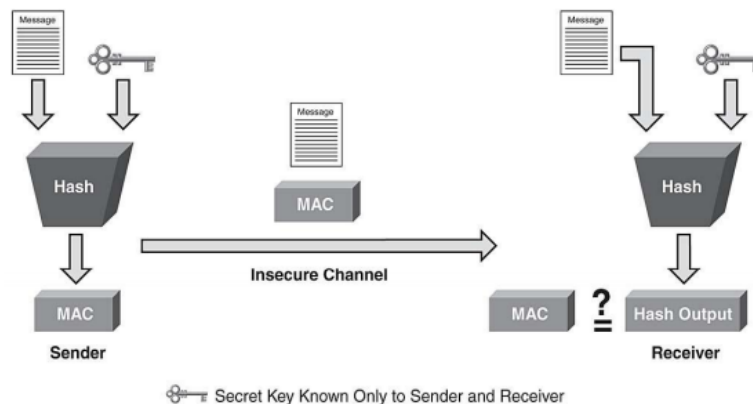 Message
Message
Message
Hash
Hash
MAC
Insecure Channel
MAC
MAC
?
=
Hash Output
Sender
Receiver
Secret Key Known Only to Sender and Receiver